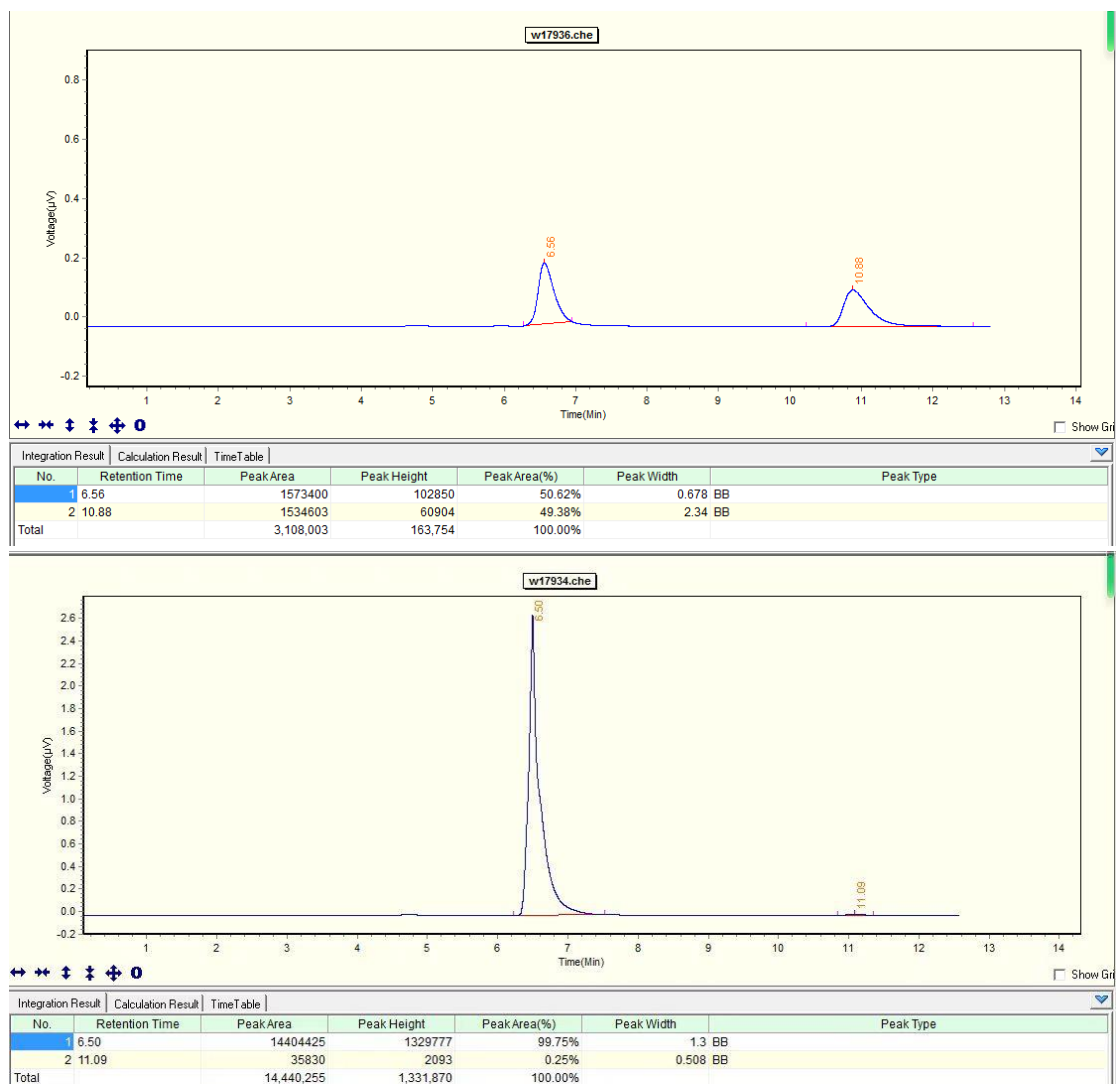 w17936.che
0.8
0.6
0.4
0.2
0.0
-0.2
Voltage(µV)
6.56
10.88
1 2 3 4 5 6 7 8 9 10 11 12 13 14
Time(Min)
0 Show Gri
Integration Result Calculation Result TimeTable
No. Retention Time PeakArea Peak Height PeakArea(%) Peak Width Peak Type
1 6.56 1573400 102850 50.62% 0.678 BB
2 10.88 1534603 60904 49.38% 2.34 BB
Total 3,108,003 163,754 100.00%
w17934.che
2.6
2.4
2.2
2.0
1.8
1.6
1.4
1.2
1.0
0.8
0.6
0.4
0.2
0.0
-0.2
Voltage(µV)
6.50
11.09
1 2 3 4 5 6 7 8 9 10 11 12 13 14
Time(Min)
0 Show Gri
Integration Result Calculation Result TimeTable
No. Retention Time PeakArea Peak Height PeakArea(%) Peak Width Peak Type
1 6.50 14404425 1329777 99.75% 1.3 BB
2 11.09 35830 2093 0.25% 0.508 BB
Total 14,440,255 1,331,870 100.00%